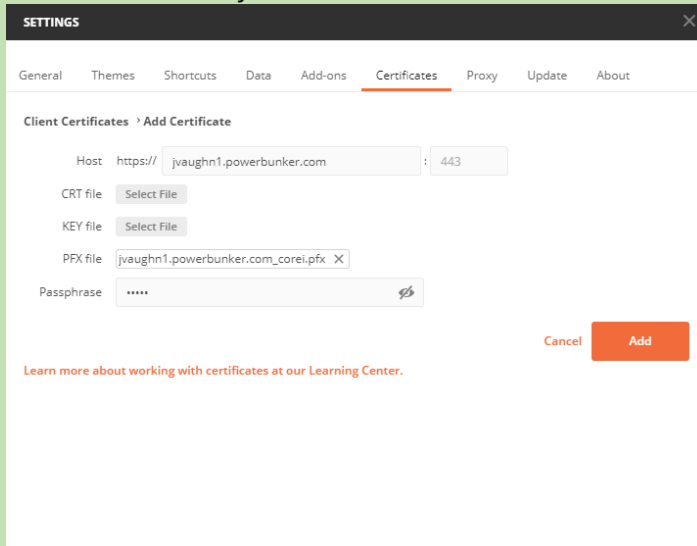 SETTINGS
General Themes Shortcuts Data Add-ons Certificates Proxy Update About
Client Certificates › Add Certificate
Host https:// jvaughn1.powerbunker.com : 443
CRT file Select File
KEY file Select File
PFX file jvaughn1.powerbunker.com_corei.pfx ×
Passphrase •••••
Cancel Add
Learn more about working with certificates at our Learning Center.